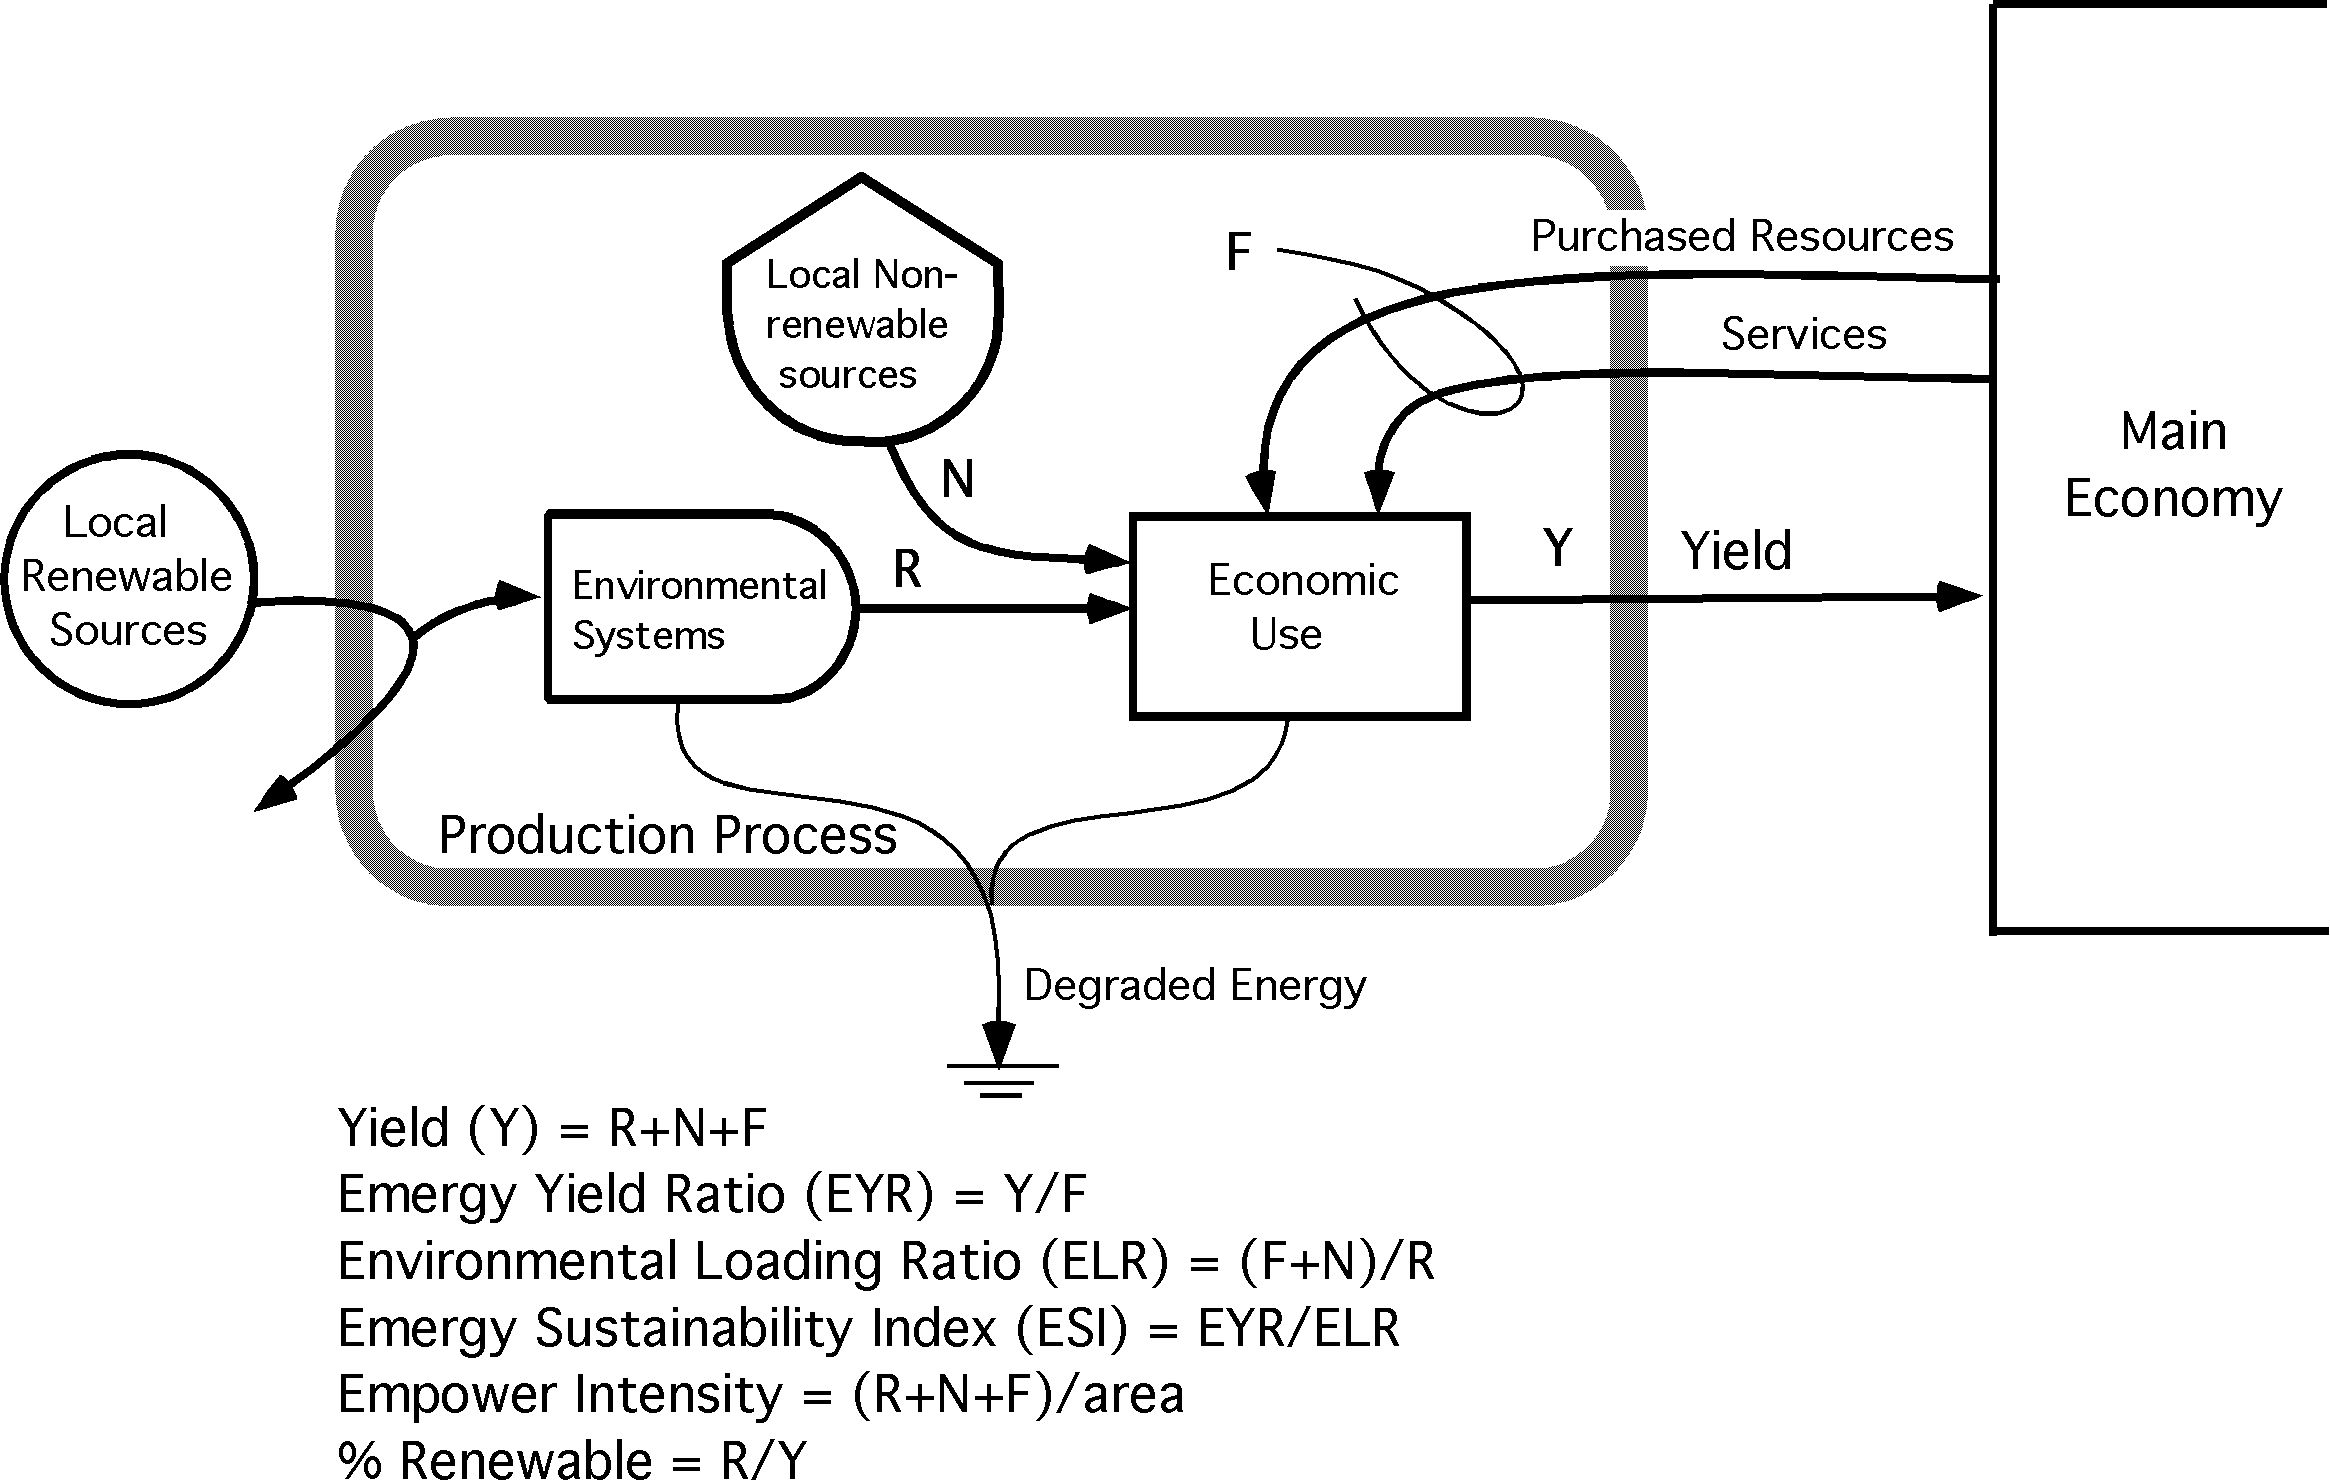 Purchased Resources
F
Local Non-
renewable
sources
Services
Main
Economy
N
Local
Renewable
Sources
Environmental
Systems
R
Economic
Use
Y
Yield
Production Process
Degraded Energy
Yield (Y) = R+N+F
Emergy Yield Ratio (EYR) = Y/F
Environmental Loading Ratio (ELR) = (F+N)/R
Emergy Sustainability Index (ESI) = EYR/ELR
Empower Intensity = (R+N+F)/area
% Renewable = R/Y